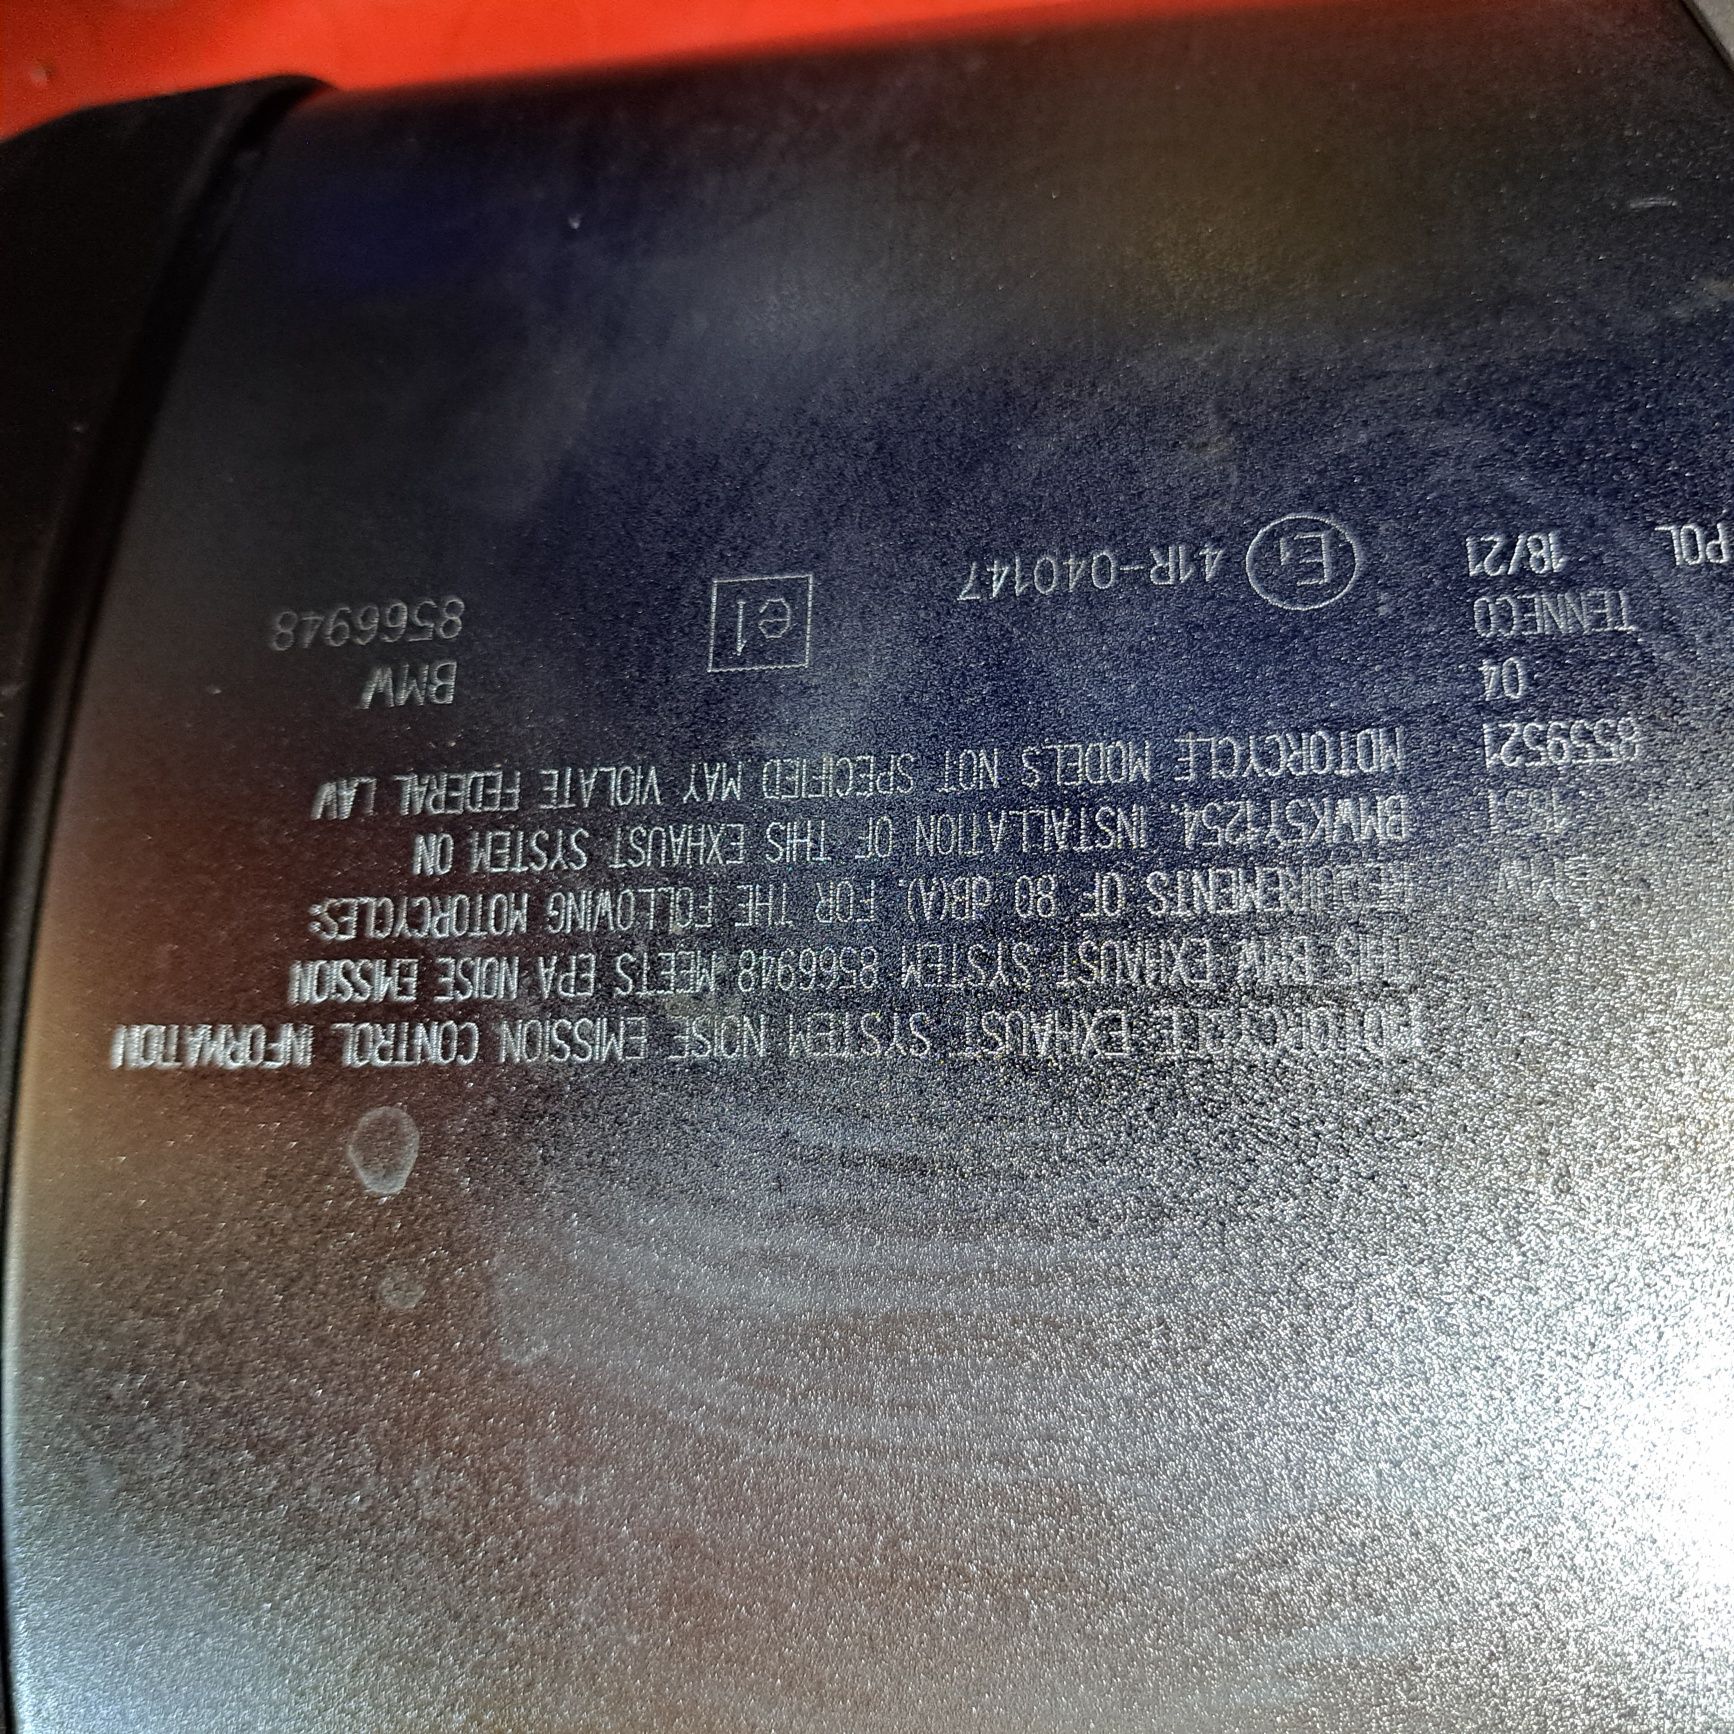 MOTORCYCLE EXHAUST SYSTEM NOISE EMISSION CONTROL INFORMATION
THIS BMW EXHAUST SYSTEM 8566948 MEETS EPA NOISE EMISSION
REQUIREMENTS OF 80 dB(A). FOR THE FOLLOWING MOTORCYCLES:
BMWK5Y1254. INSTALLATION OF THIS EXHAUST SYSTEM ON
MOTORCYCLE MODELS NOT SPECIFIED MAY VIOLATE FEDERAL LAW
BMW
8566948
e1
E1 41R-040147
BMW
8559521
04
TENNECO
18/21
POL